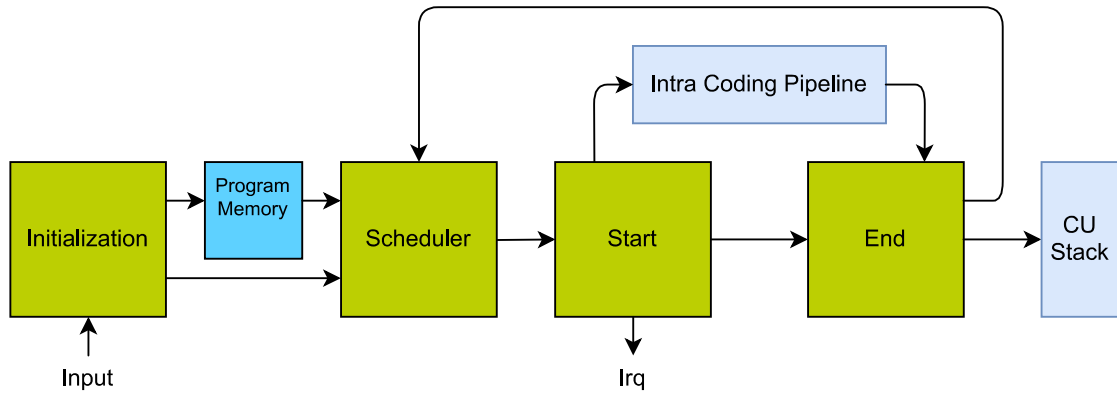 Intra Coding Pipeline
Initialization
Program
Memory
Scheduler
Start
End
CU
Stack
Input
Irq